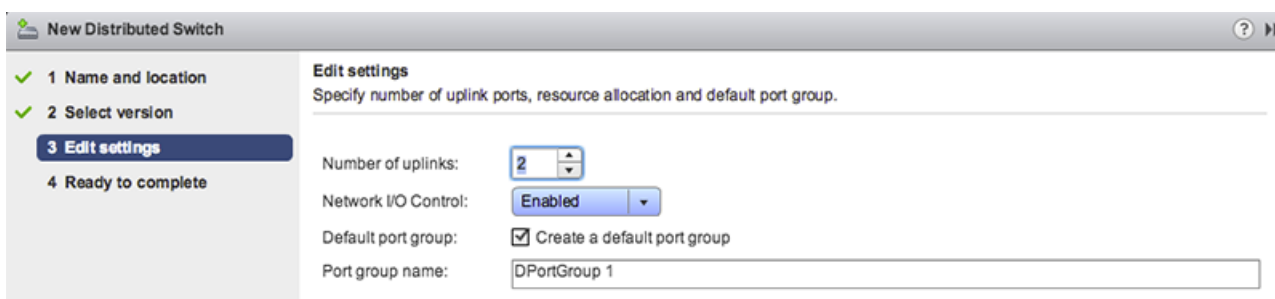 New Distributed Switch
?
1 Name and location
2 Select version
3 Edit settings
4 Ready to complete
Edit settings
Specify number of uplink ports, resource allocation and default port group.
Number of uplinks: 2
Network I/O Control: Enabled
Default port group: Create a default port group
Port group name: DPortGroup 1